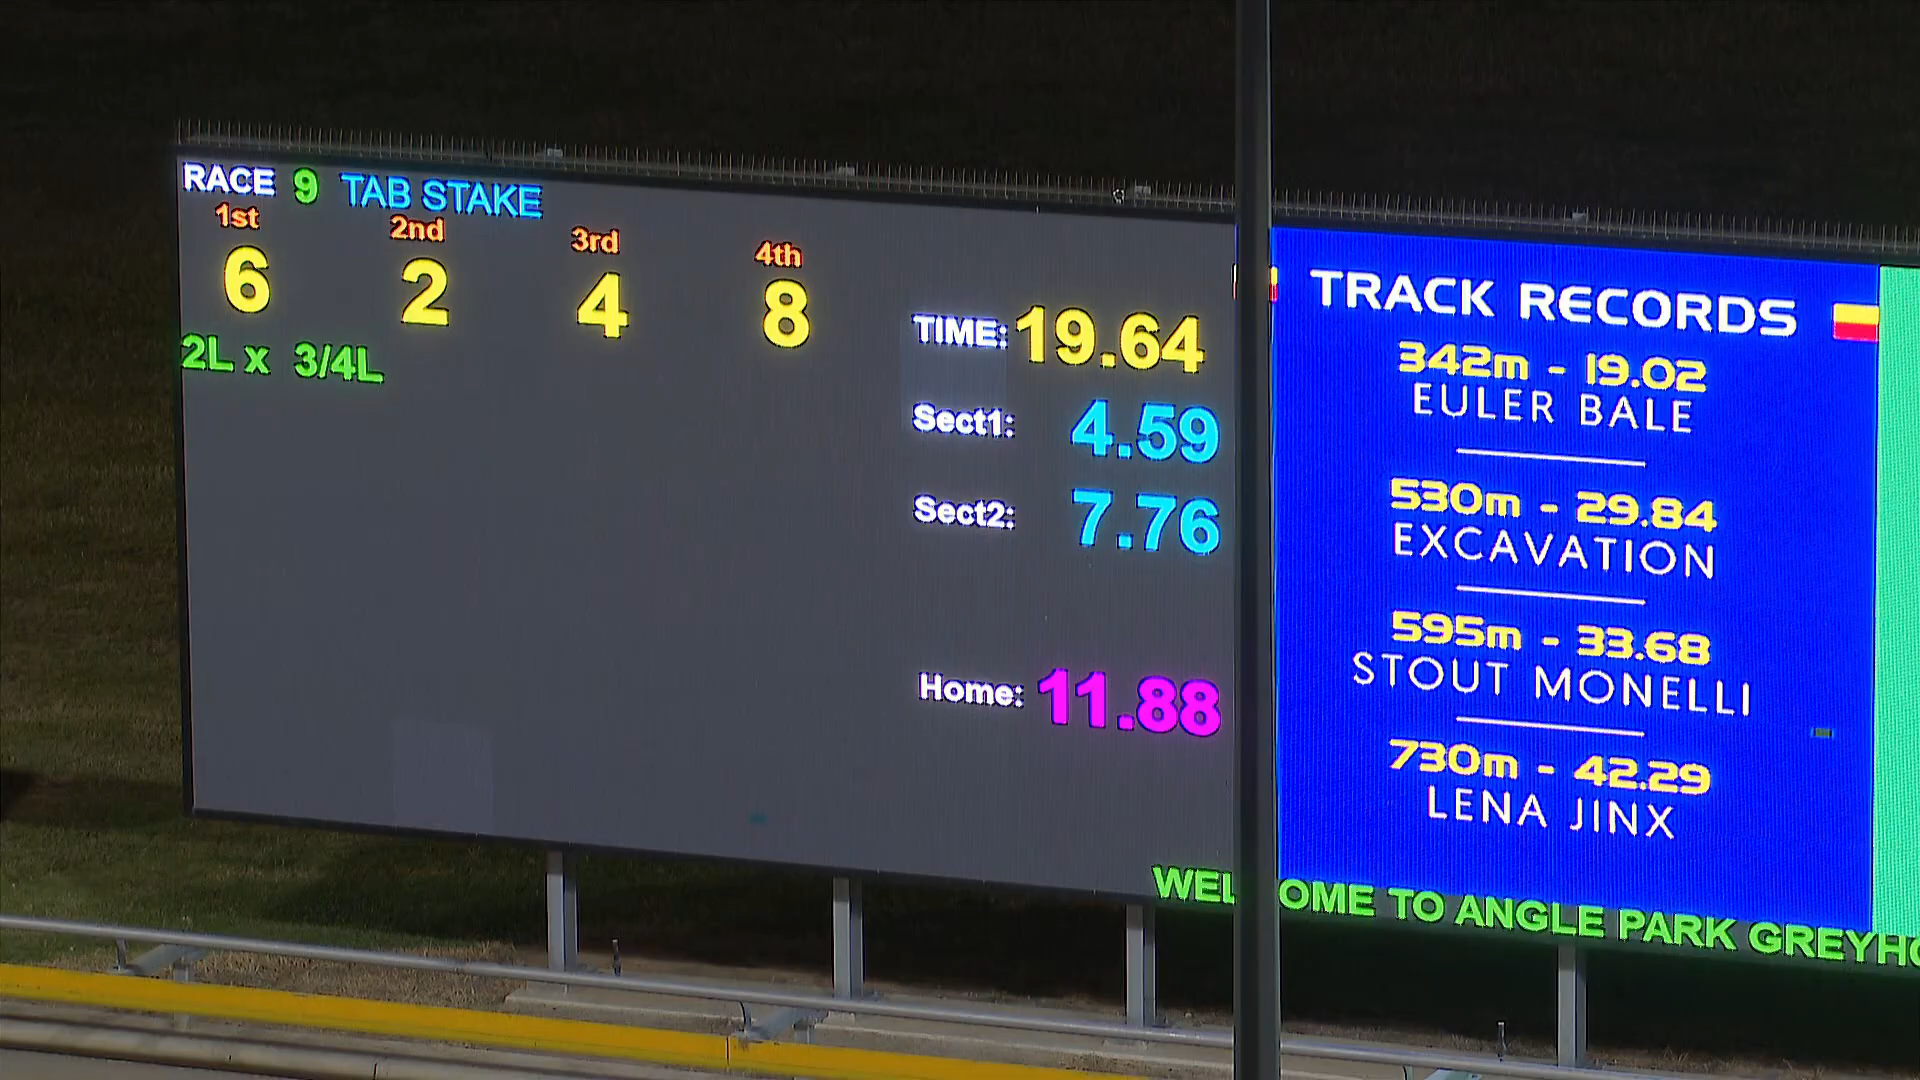 RACE 9 TAB STAKE
1st 2nd 3rd 4th
6 2 4 8
2L x 3/4L
TIME: 19.64
Sect1: 4.59
Sect2: 7.76
Home: 11.88
TRACK RECORDS
342m - 19.02
EULER BALE
530m - 29.84
EXCAVATION
595m - 33.68
STOUT MONELLI
730m - 42.29
LENA JINX
WEL OME TO ANGLE PARK GREYHO